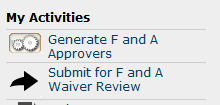 My Activities
Generate F and A
Approvers
Submit for F and A
Waiver Review